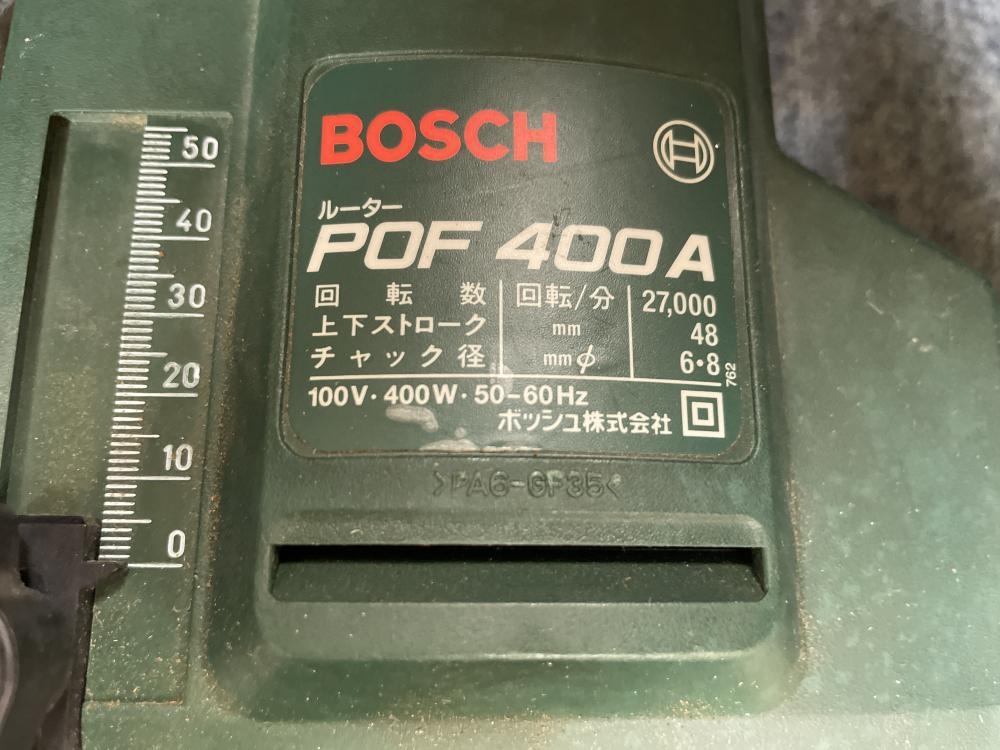 BOSCH
ルーター
POF 400 A
回転数 回転/分 27,000
上下ストローク mm 48
チャック径 mmφ 6・8
762
100V・400W・50-60Hz
ボッシュ株式会社
>PA6-GF35<
50
40
30
20
10
0